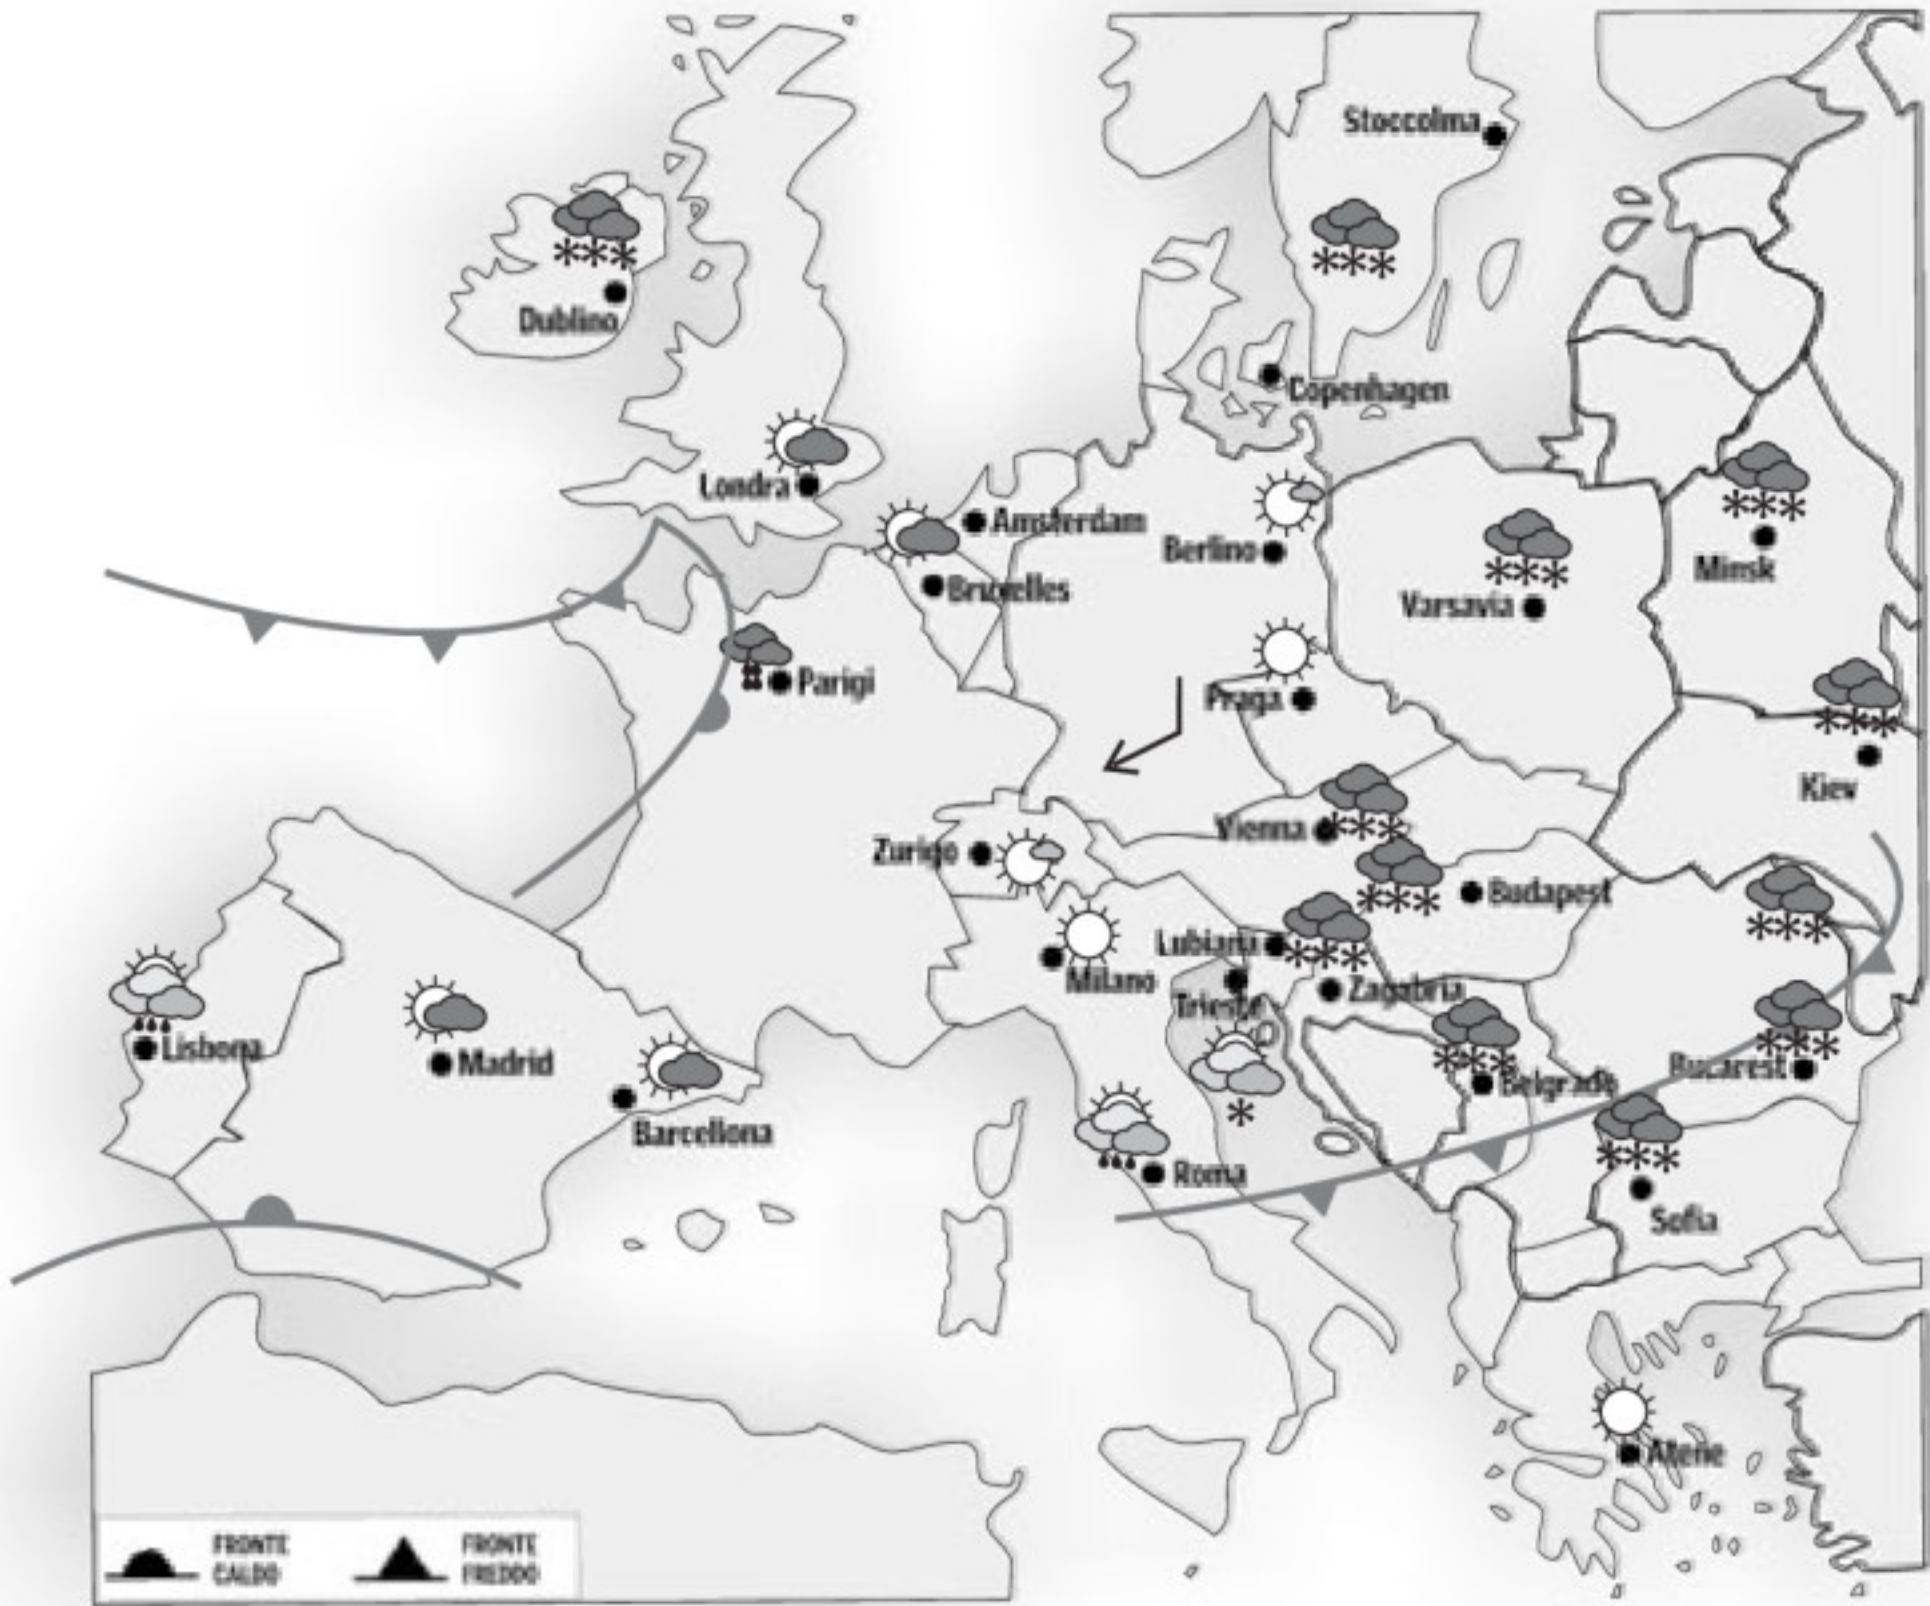 Stoccolma
Dublino
Copenhagen
Londra
Amsterdam
Berlino
Minsk
Bruxelles
Varsavia
Parigi
Praga
Kiev
Vienna
Zurigo
Budapest
Lubiana
Milano
Zagabria
Trieste
Lisbona
Madrid
Bucarest
Belgrado
Barcellona
Roma
Sofia
Atene
FRONTE
CALDO
FRONTE
FREDDO